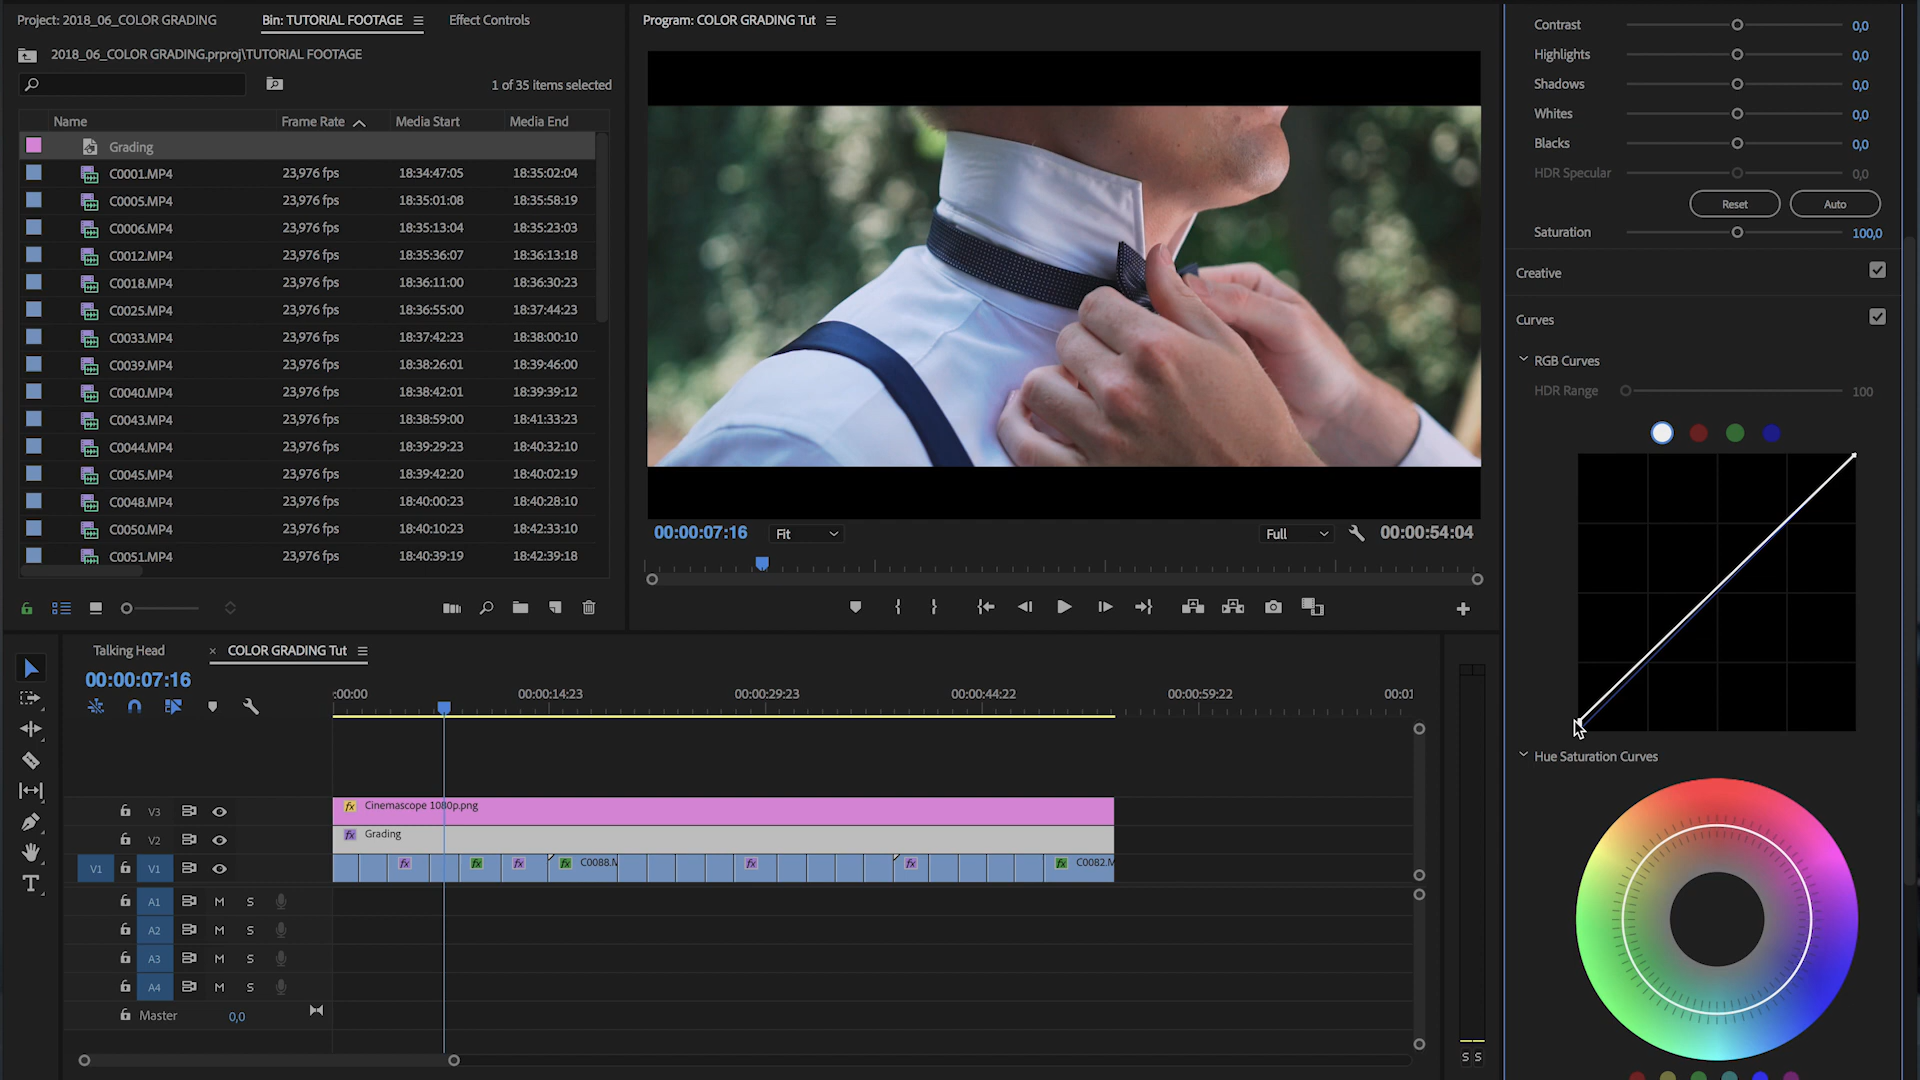 Project: 2018_06_COLOR GRADING
Bin: TUTORIAL FOOTAGE
Effect Controls
2018_06_COLOR GRADING.prproj\TUTORIAL FOOTAGE
1 of 35 items selected
Name Frame Rate Media Start Media End
Grading
C0001.MP4 23,976 fps 18:34:47:05 18:35:02:04
C0005.MP4 23,976 fps 18:35:01:08 18:35:58:19
C0006.MP4 23,976 fps 18:35:13:04 18:35:23:03
C0012.MP4 23,976 fps 18:35:36:07 18:36:13:18
C0018.MP4 23,976 fps 18:36:11:00 18:36:30:23
C0025.MP4 23,976 fps 18:36:55:00 18:37:44:23
C0033.MP4 23,976 fps 18:37:42:23 18:38:00:10
C0039.MP4 23,976 fps 18:38:26:01 18:39:46:00
C0040.MP4 23,976 fps 18:38:42:01 18:39:39:12
C0043.MP4 23,976 fps 18:38:59:00 18:41:33:23
C0044.MP4 23,976 fps 18:39:29:23 18:40:32:10
C0045.MP4 23,976 fps 18:39:42:20 18:40:02:19
C0048.MP4 23,976 fps 18:40:00:23 18:40:28:10
C0050.MP4 23,976 fps 18:40:10:23 18:42:33:10
C0051.MP4 23,976 fps 18:40:39:19 18:42:39:18
Program: COLOR GRADING Tut
00:00:07:16 Fit Full 00:00:54:04
Contrast 0,0
Highlights 0,0
Shadows 0,0
Whites 0,0
Blacks 0,0
HDR Specular 0,0
Reset Auto
Saturation 100,0
Creative
Curves
RGB Curves
HDR Range 100
Hue Saturation Curves
Talking Head
× COLOR GRADING Tut
00:00:07:16
:00:00 00:00:14:23 00:00:29:23 00:00:44:22 00:00:59:22 00:01
V3 fx Cinemascope 1080p.png
V2 fx Grading
V1 V1 fx fx fx fx C0088.M fx fx fx C0082.M
A1 M S
A2 M S
A3 M S
A4 M S
Master 0,0
S S